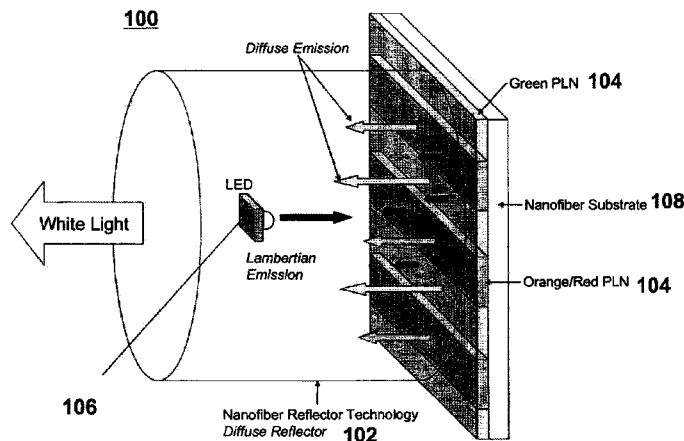 100
Diffuse Emission
Green PLN 104
LED
White Light
Nanofiber Substrate 108
Lambertian
Emission
Orange/Red PLN 104
106
Nanofiber Reflector Technology
Diffuse Reflector 102